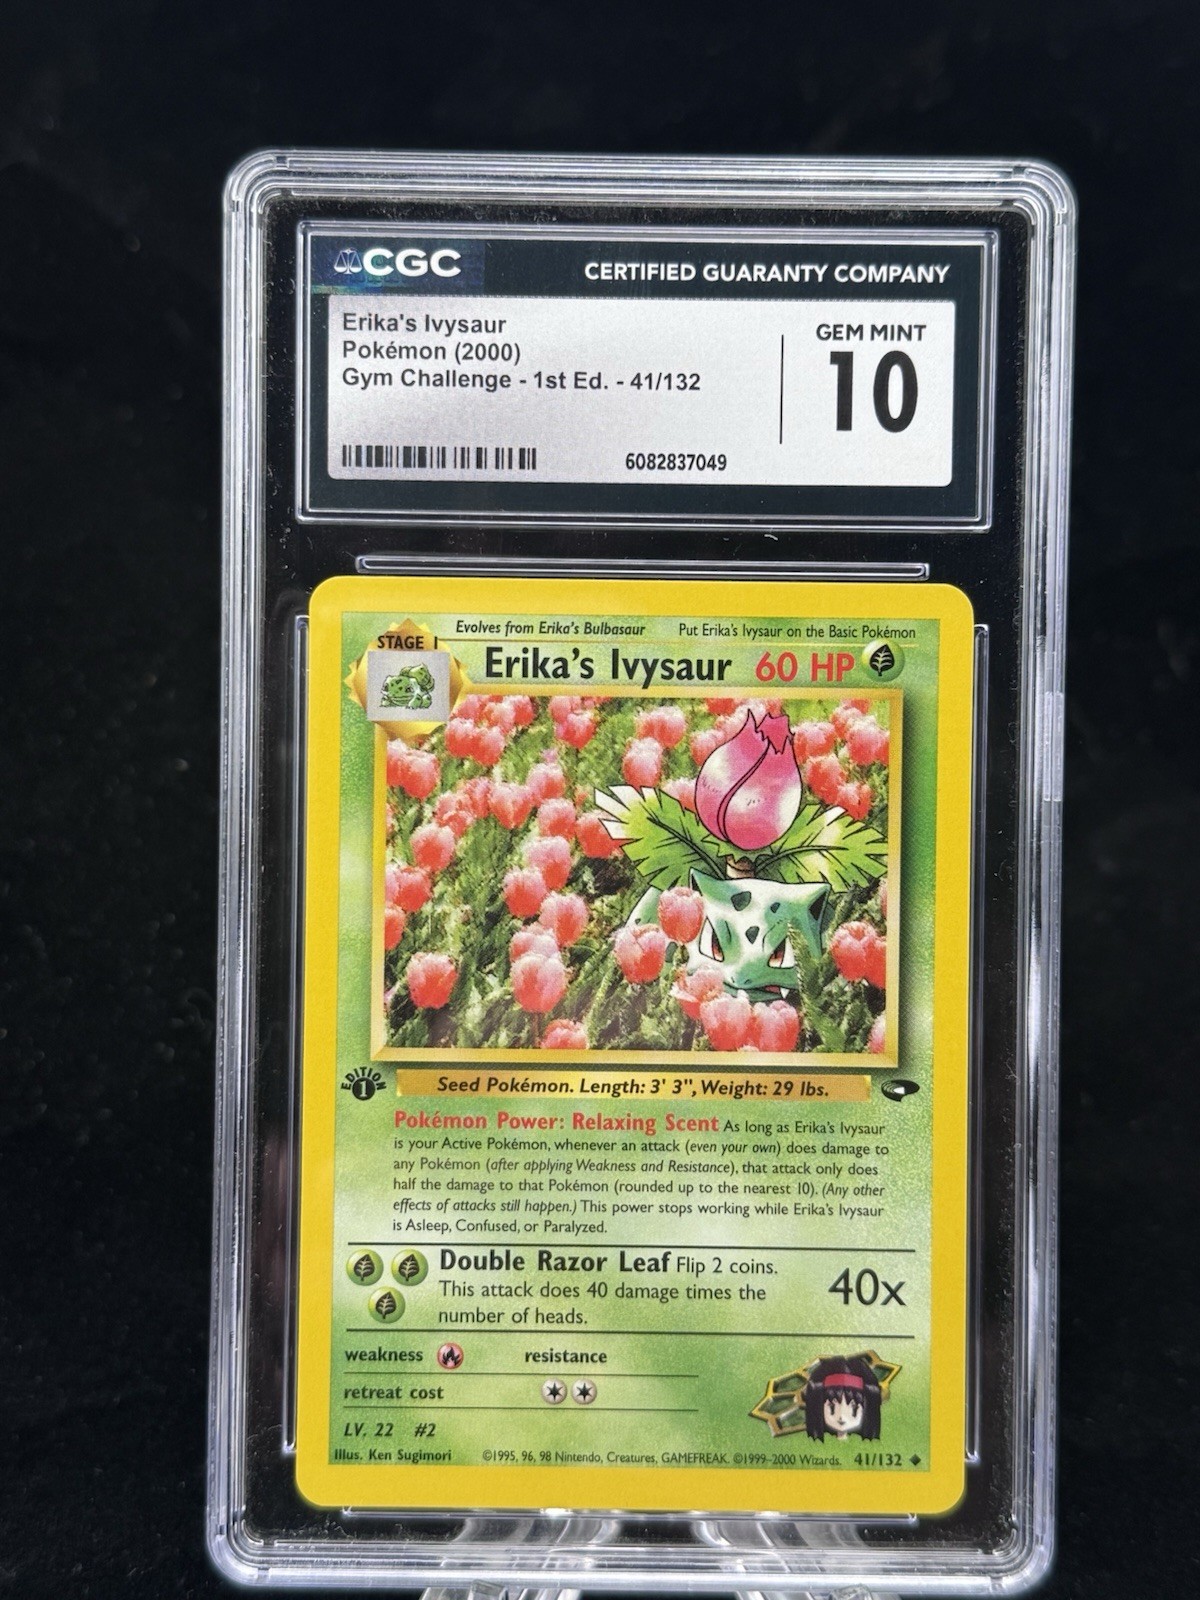 CGC
CERTIFIED GUARANTY COMPANY
Erika's Ivysaur
Pokémon (2000)
Gym Challenge - 1st Ed. - 41/132
GEM MINT
10
6082837049
STAGE 1
Evolves from Erika's Bulbasaur
Put Erika's Ivysaur on the Basic Pokémon
Erika's Ivysaur 60 HP
EDITION
1
Seed Pokémon. Length: 3' 3", Weight: 29 lbs.
Pokémon Power: Relaxing Scent As long as Erika's Ivysaur
is your Active Pokémon, whenever an attack (even your own) does damage to
any Pokémon (after applying Weakness and Resistance), that attack only does
half the damage to that Pokémon (rounded up to the nearest 10). (Any other
effects of attacks still happen.) This power stops working while Erika's Ivysaur
is Asleep, Confused, or Paralyzed.
Double Razor Leaf Flip 2 coins.
This attack does 40 damage times the
number of heads.
40x
weakness
resistance
retreat cost
LV. 22 #2
Illus. Ken Sugimori
©1995, 96, 98 Nintendo, Creatures, GAMEFREAK. ©1999-2000 Wizards.
41/132